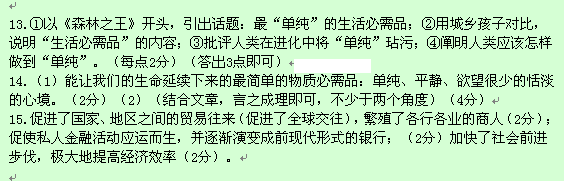 13.①以《森林之王》开头，引出话题：最“单纯”的生活必需品；②用城乡孩子对比，
说明“生活必需品”的内容；③批评人类在进化中将“单纯”玷污；④阐明人类应该怎样
做到“单纯”。（每点2分）（答出3点即可）
14.（1）能让我们的生命延续下来的最简单的物质必需品：单纯、平静、欲望很少的恬淡
的心境。（2分）（2）（结合文章，言之成理即可，不少于两个角度）（4分）
15.促进了国家、地区之间的贸易往来（促进了全球交往），繁殖了各行各业的商人（2分）；
促使私人金融活动应运而生，并逐渐演变成前现代形式的银行；（2分）加快了社会前进
步伐，极大地提高经济效率（2分）。